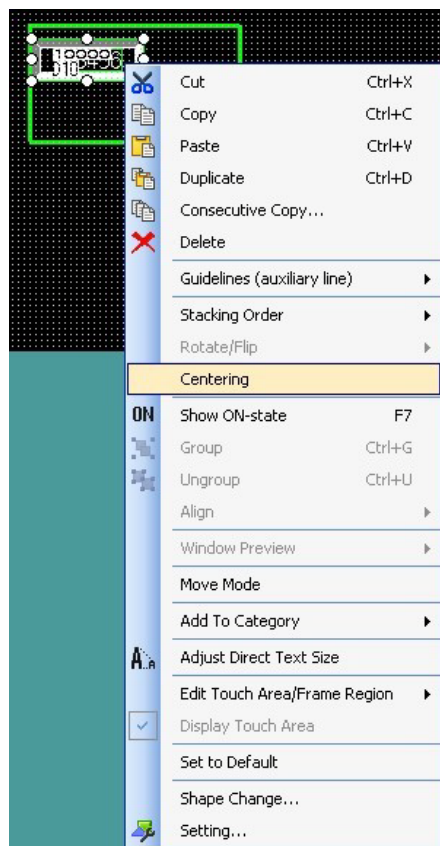 D10
Cut Ctrl+X
Copy Ctrl+C
Paste Ctrl+V
Duplicate Ctrl+D
Consecutive Copy...
Delete
Guidelines (auxiliary line)
Stacking Order
Rotate/Flip
Centering
ON Show ON-state F7
Group Ctrl+G
Ungroup Ctrl+U
Align
Window Preview
Move Mode
Add To Category
Adjust Direct Text Size
Edit Touch Area/Frame Region
Display Touch Area
Set to Default
Shape Change...
Setting...